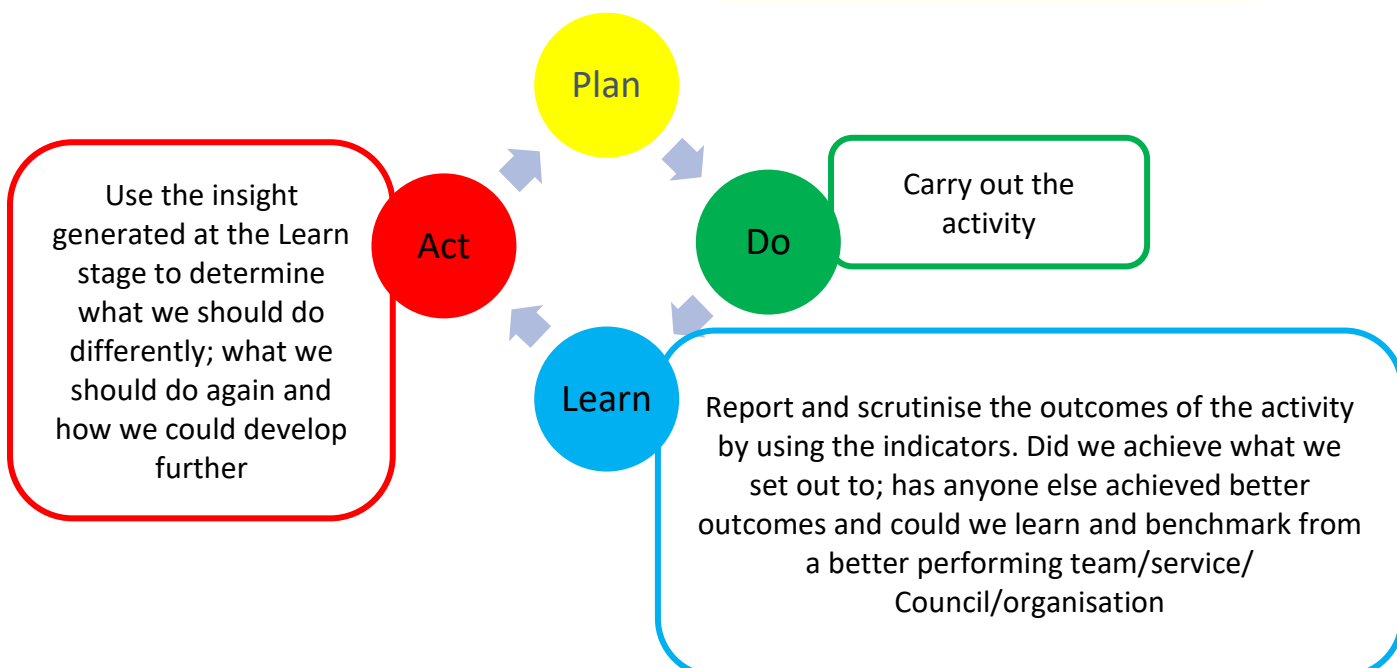 Plan
Do
Carry out the
activity
Learn
Report and scrutinise the outcomes of the activity
by using the indicators. Did we achieve what we
set out to; has anyone else achieved better
outcomes and could we learn and benchmark from
a better performing team/service/
Council/organisation
Act
Use the insight
generated at the Learn
stage to determine
what we should do
differently; what we
should do again and
how we could develop
further